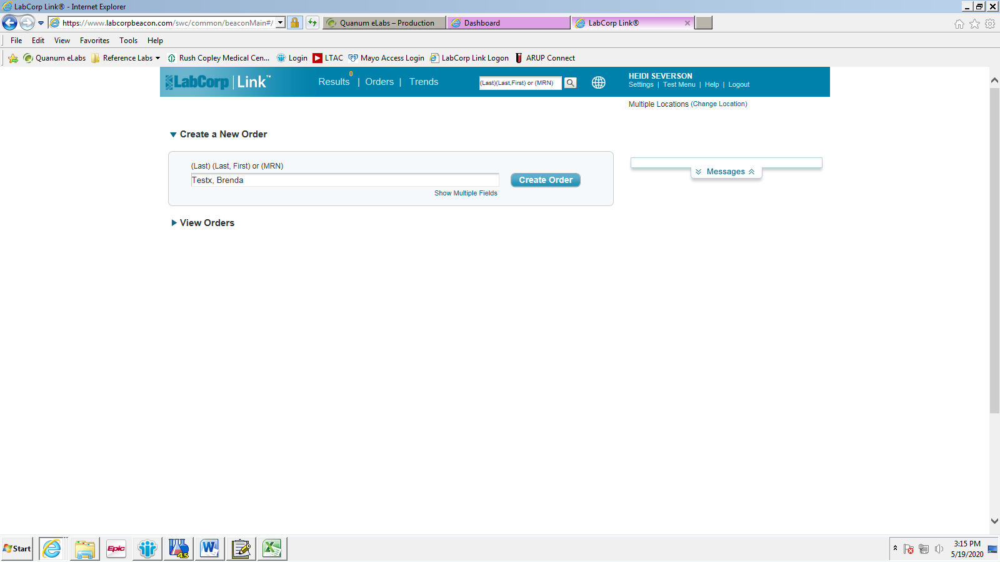 LabCorp Link® - Internet Explorer
https://www.labcorpbeacon.com/swc/common/beaconMain#/
Quanum eLabs – Production
Dashboard
LabCorp Link®
File Edit View Favorites Tools Help
Quanum eLabs
Reference Labs
Rush Copley Medical Cen...
Login
LTAC
Mayo Access Login
LabCorp Link Logon
ARUP Connect
LabCorp | Link™
Results 0 | Orders | Trends
(Last)(Last,First) or (MRN)
HEIDI SEVERSON
Settings | Test Menu | Help | Logout
Multiple Locations (Change Location)
Create a New Order
(Last) (Last, First) or (MRN)
Testx, Brenda
Create Order
Show Multiple Fields
Messages
View Orders
Start
Epic
45
W
X
3:15 PM
5/19/2020